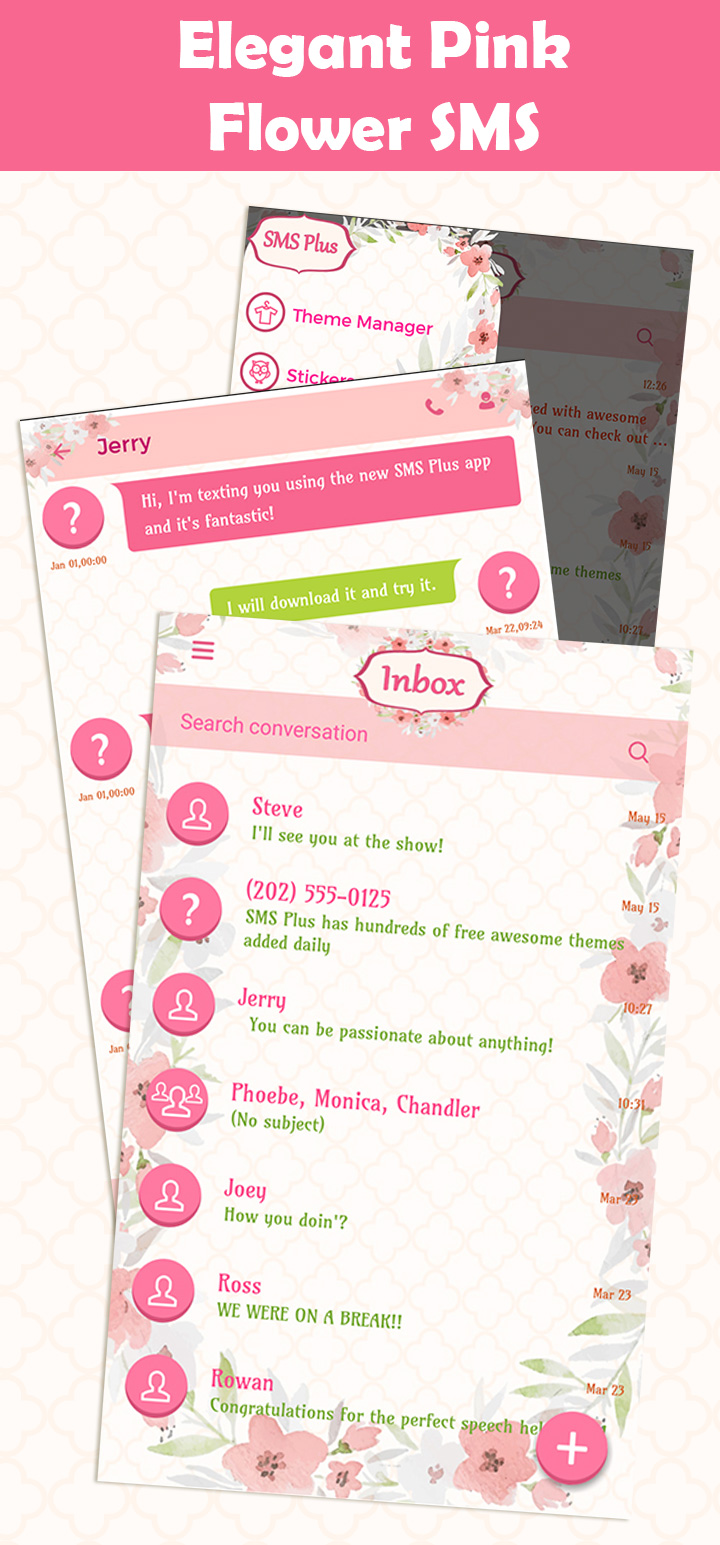 Elegant Pink
Flower SMS
SMS Plus
Theme Manager
Stickers
12:26
ed with awesome
You can check out ...
May 15
May 15
me themes
10:27
Jerry
Hi, I'm texting you using the new SMS Plus app
and it's fantastic!
Jan 01,00:00
I will download it and try it.
Mar 22,09:24
Jan 01,00:00
Jan
Inbox
Search conversation
Steve
May 15
I'll see you at the show!
(202) 555-0125
May 15
SMS Plus has hundreds of free awesome themes
added daily
Jerry
10:27
You can be passionate about anything!
Phoebe, Monica, Chandler
10:31
(No subject)
Joey
Mar
How you doin'?
Ross
Mar 23
WE WERE ON A BREAK!!
Rowan
Mar 23
Congratulations for the perfect speech hel